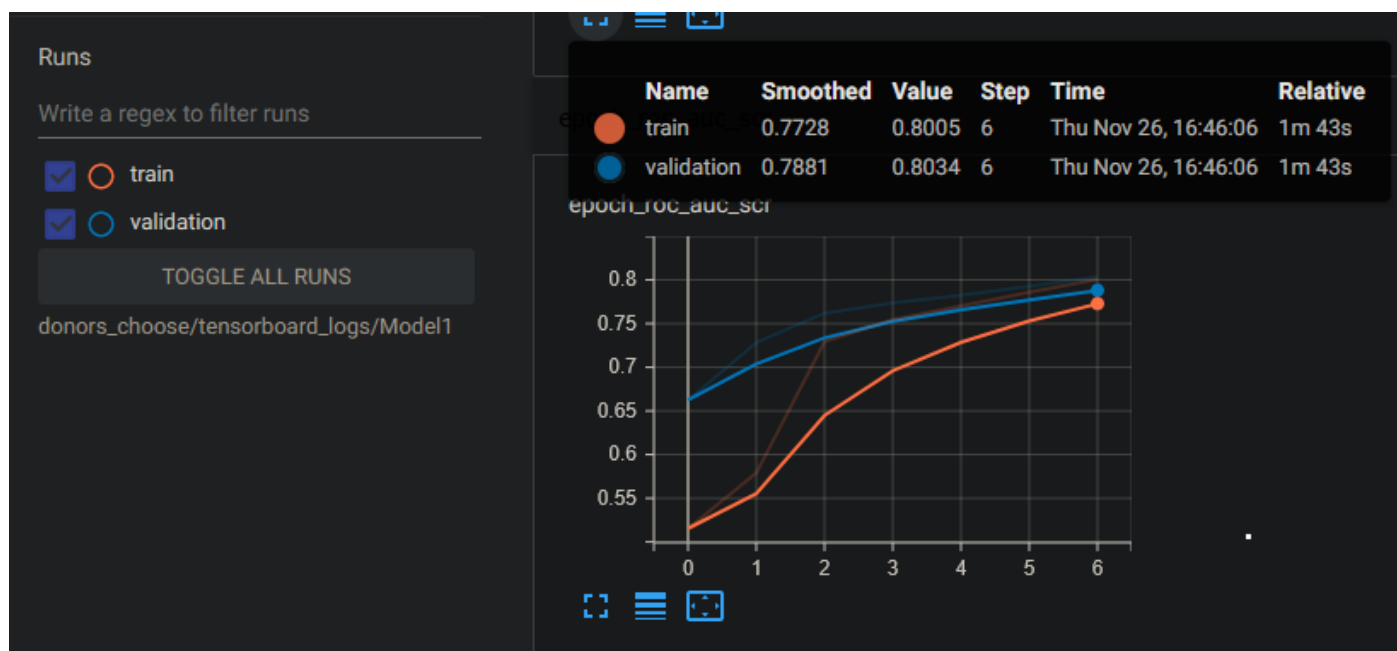 Runs
Write a regex to filter runs
train
validation
TOGGLE ALL RUNS
donors_choose/tensorboard_logs/Model1
Name Smoothed Value Step Time Relative
train 0.7728 0.8005 6 Thu Nov 26, 16:46:06 1m 43s
validation 0.7881 0.8034 6 Thu Nov 26, 16:46:06 1m 43s
epoch_roc_auc_scr
0.8
0.75
0.7
0.65
0.6
0.55
0 1 2 3 4 5 6